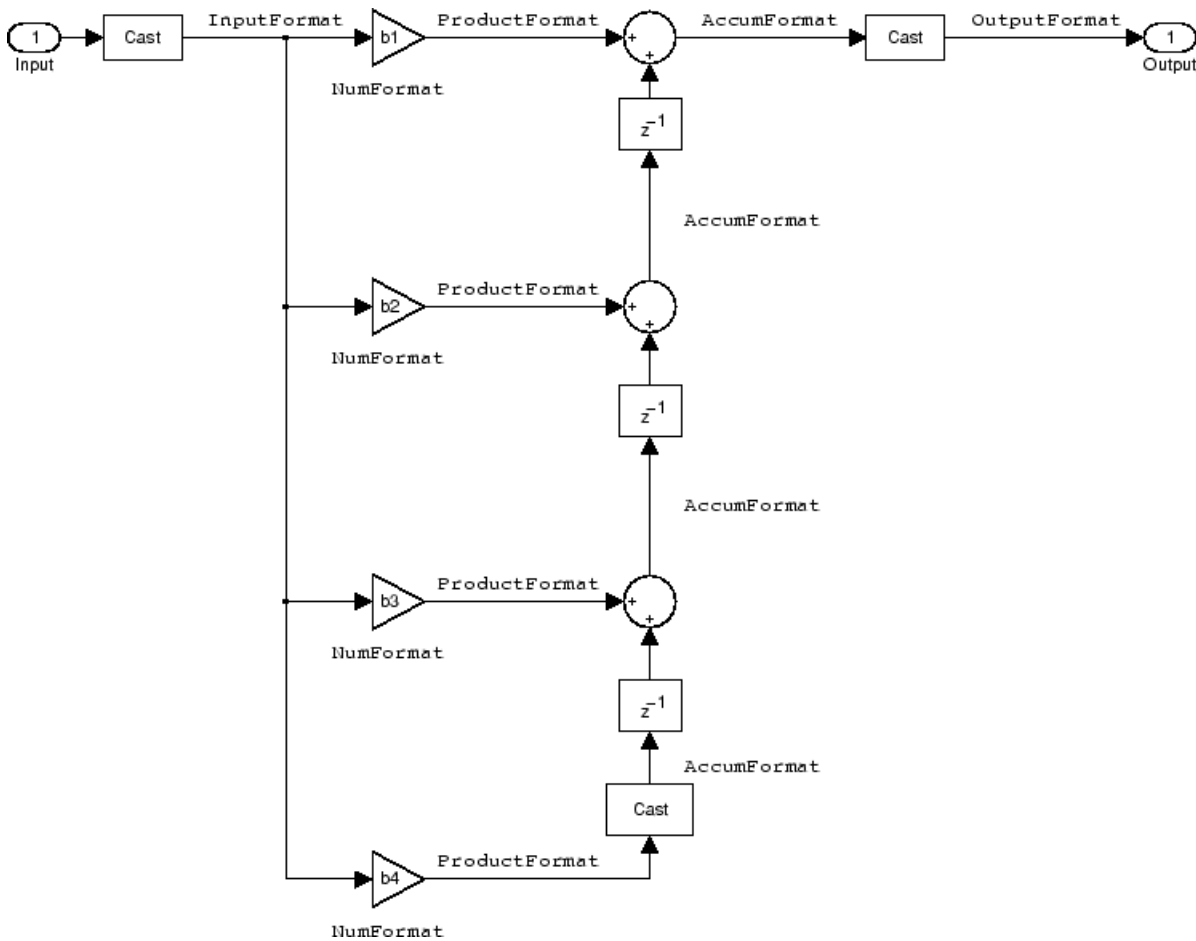 InputFormat ProductFormat AccumFormat OutputFormat
1 Cast b1 + + Cast 1
Input Output
NumFormat
z−1
AccumFormat
ProductFormat
b2 + +
NumFormat
z−1
AccumFormat
ProductFormat
b3 + +
NumFormat
z−1
AccumFormat
Cast
ProductFormat
b4
NumFormat